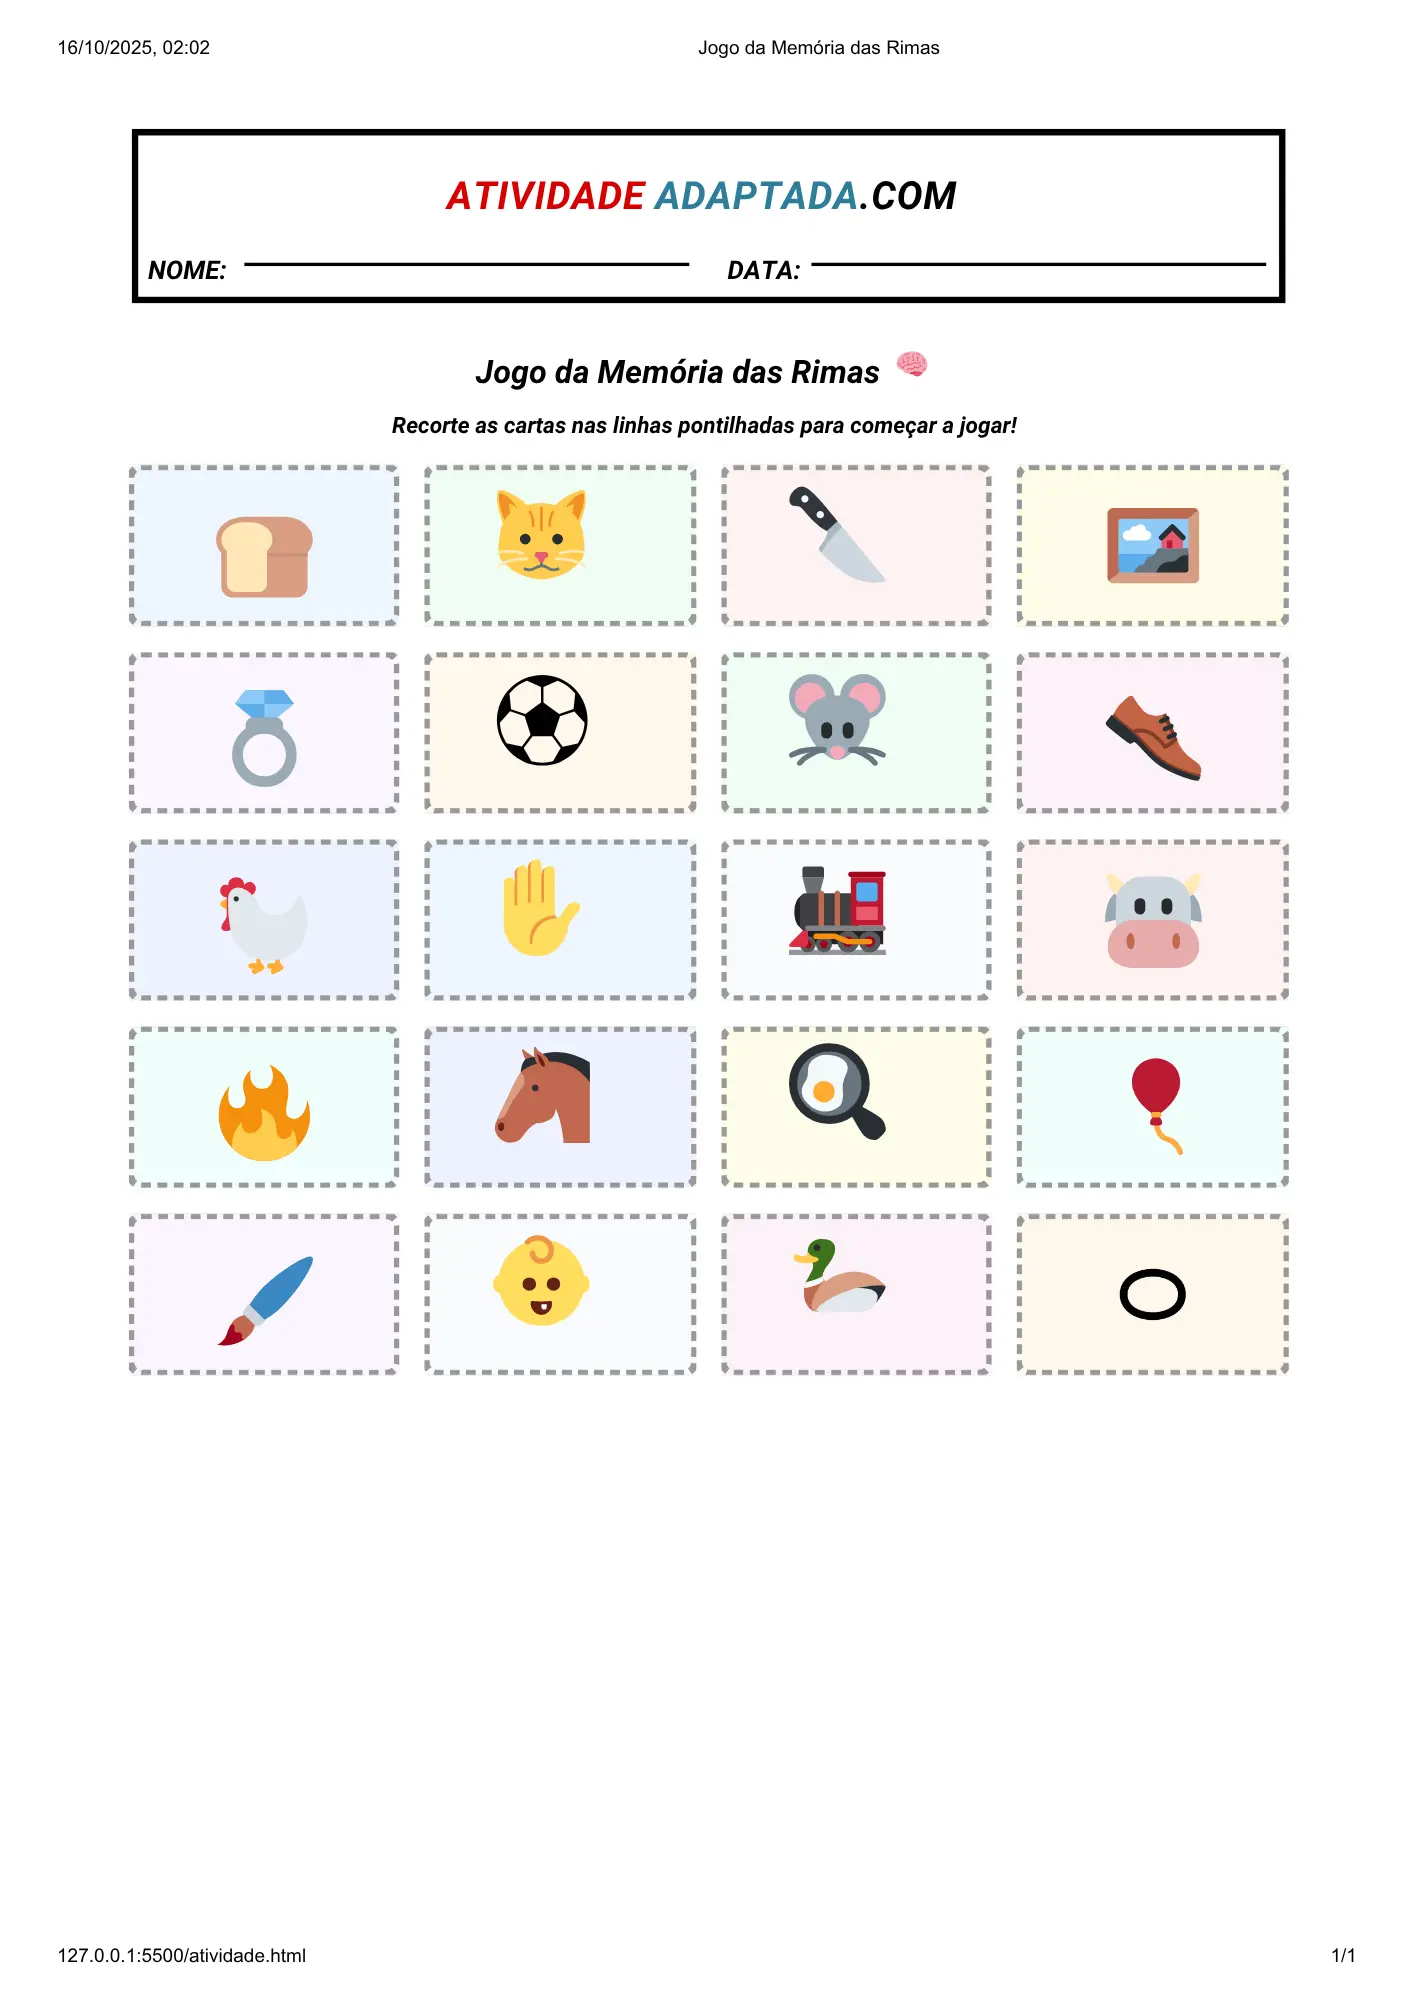 16/10/2025, 02:02 Jogo da Memória das Rimas
ATIVIDADE ADAPTADA.COM
NOME: DATA:
Jogo da Memória das Rimas
Recorte as cartas nas linhas pontilhadas para começar a jogar!
127.0.0.1:5500/atividade.html 1/1